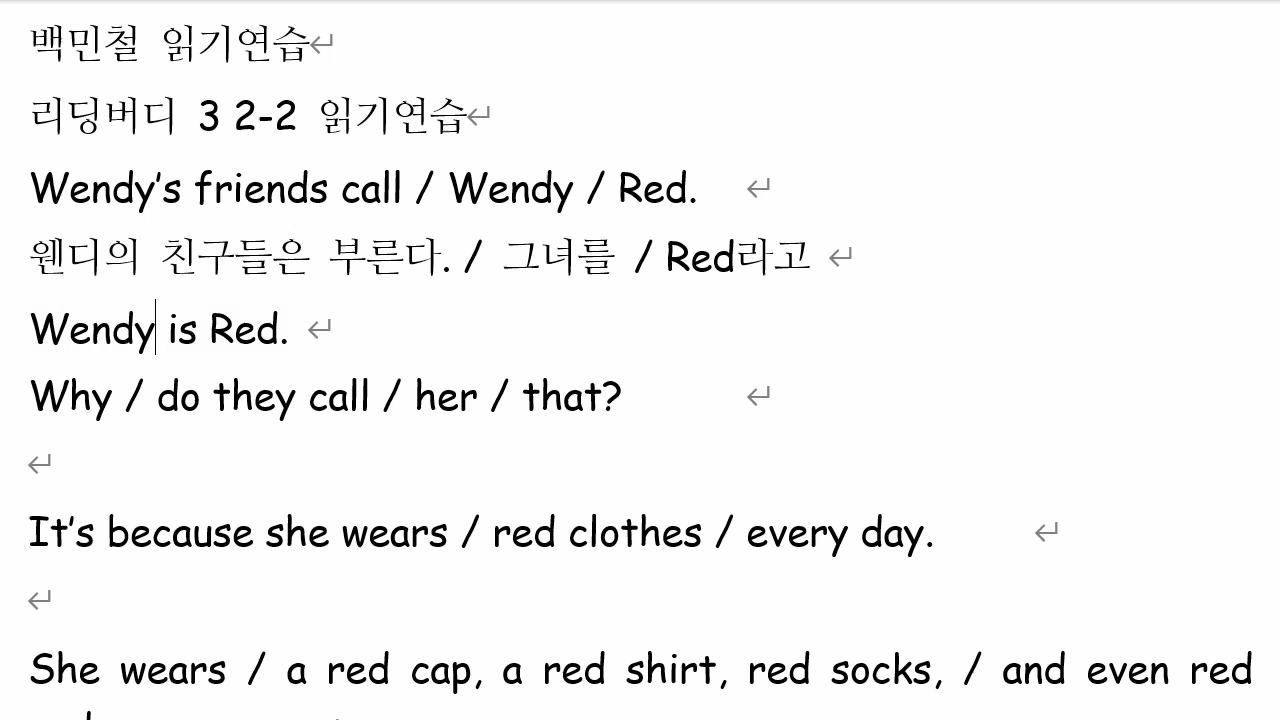 백민철 읽기연습
리딩버디 3 2-2 읽기연습
Wendy's friends call / Wendy / Red.
웬디의 친구들은 부른다. / 그녀를 / Red라고
Wendy is Red.
Why / do they call / her / that?
It's because she wears / red clothes / every day.
She wears / a red cap, a red shirt, red socks, / and even red